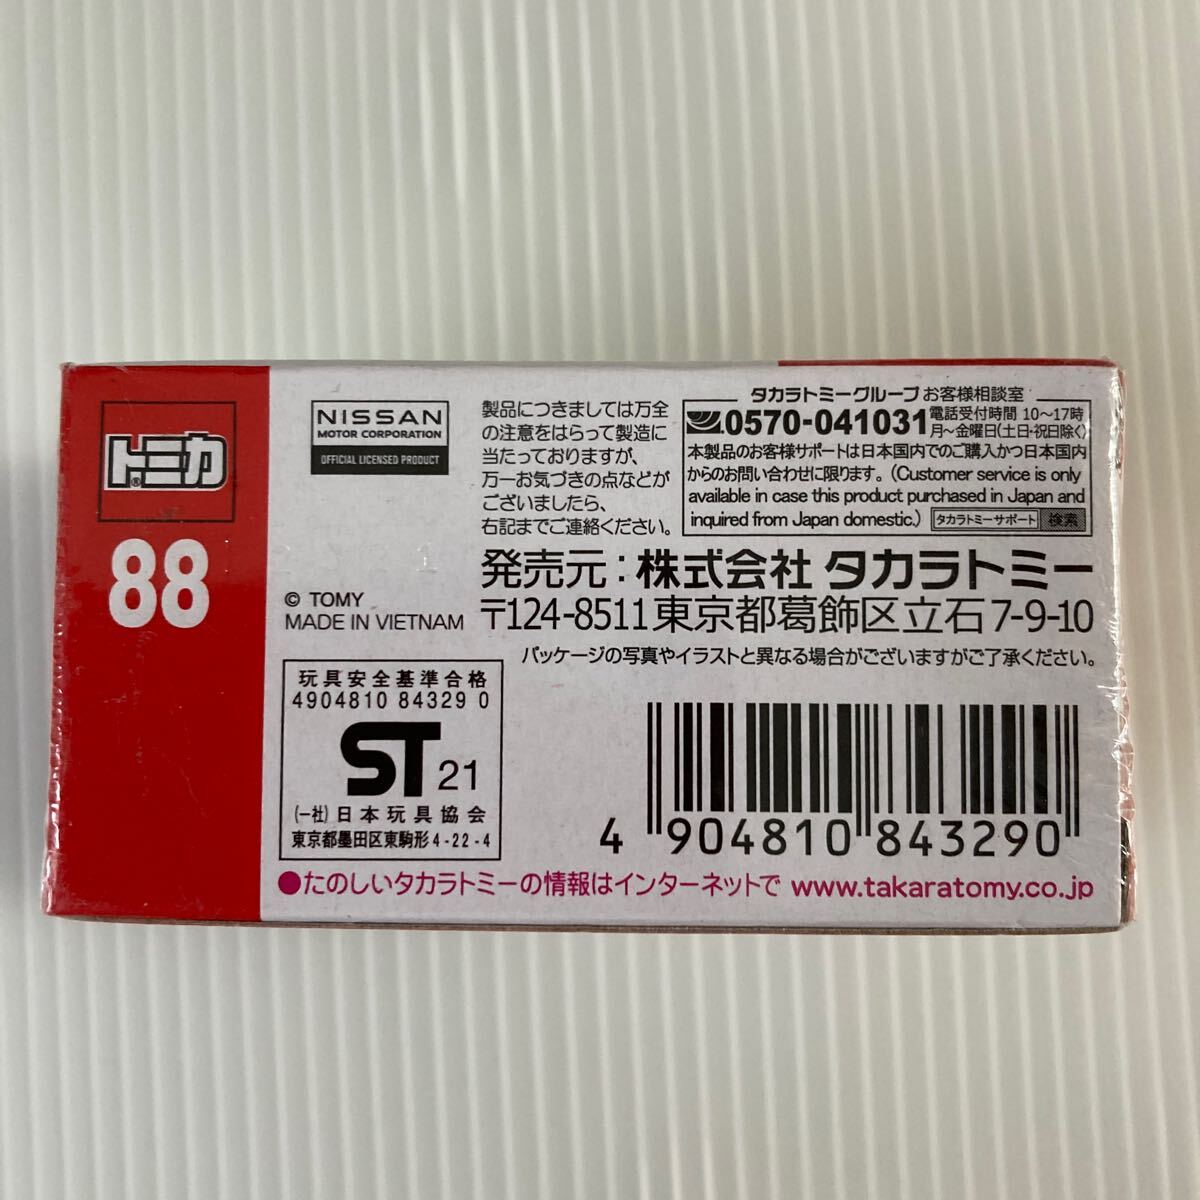 トミカ®
88
NISSAN
MOTOR CORPORATION
OFFICIAL LICENSED PRODUCT
© TOMY
MADE IN VIETNAM
製品につきましては万全
の注意をはらって製造に
当たっておりますが、
万一お気づきの点などが
ございましたら、
右記までご連絡ください。
タカラトミーグループ お客様相談室
0570-041031 電話受付時間 10〜17時
月〜金曜日(土日・祝日除く)
本製品のお客様サポートは日本国内でのご購入かつ日本国内
からのお問い合わせに限ります。(Customer service is only
available in case this product purchased in Japan and
inquired from Japan domestic.) タカラトミーサポート 検索
発売元：株式会社 タカラトミー
〒124-8511 東京都葛飾区立石 7-9-10
パッケージの写真やイラストと異なる場合がございますがご了承ください。
玩具安全基準合格
4904810 84329 0
ST 21
(一社)日本玩具協会
東京都墨田区東駒形 4-22-4
4 904810 843290
●たのしいタカラトミーの情報はインターネットで www.takaratomy.co.jp